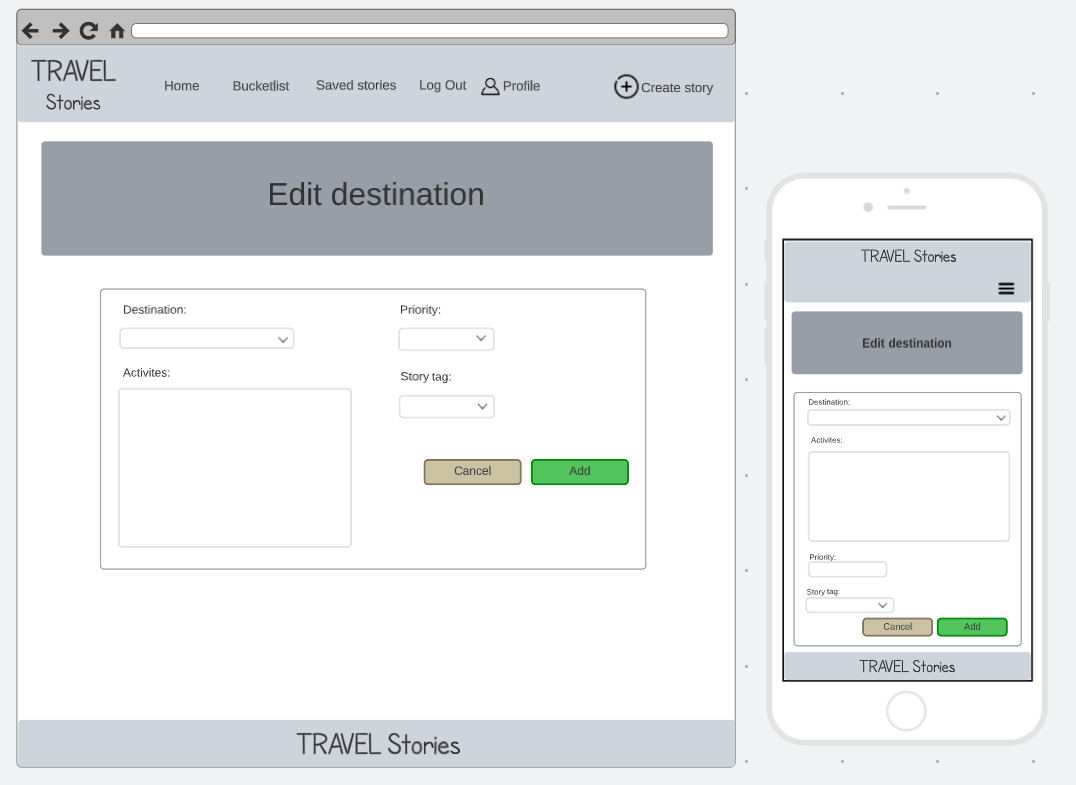 TRAVEL
Stories
Home Bucketlist Saved stories Log Out Profile Create story
Edit destination
Destination: Priority:
Activites: Story tag:
Cancel Add
TRAVEL Stories
TRAVEL Stories
Edit destination
Destination:
Activites:
Priority:
Story tag:
Cancel Add
TRAVEL Stories